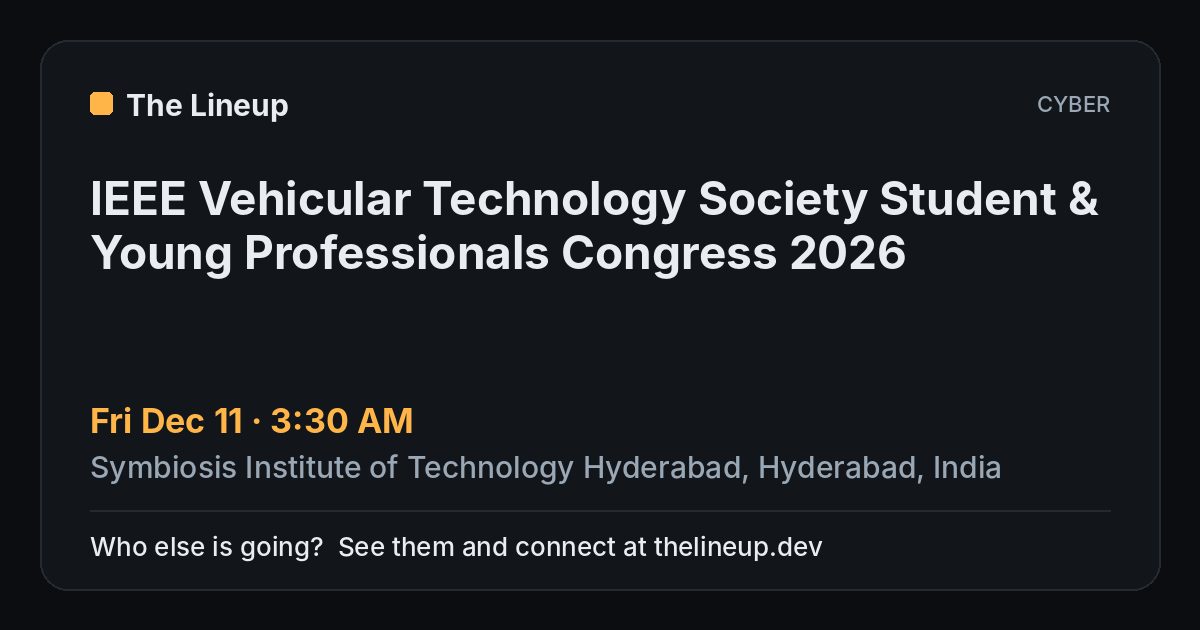 The Lineup
CYBER
IEEE Vehicular Technology Society Student &
Young Professionals Congress 2026
Fri Dec 11 · 3:30 AM
Symbiosis Institute of Technology Hyderabad, Hyderabad, India
Who else is going? See them and connect at thelineup.dev